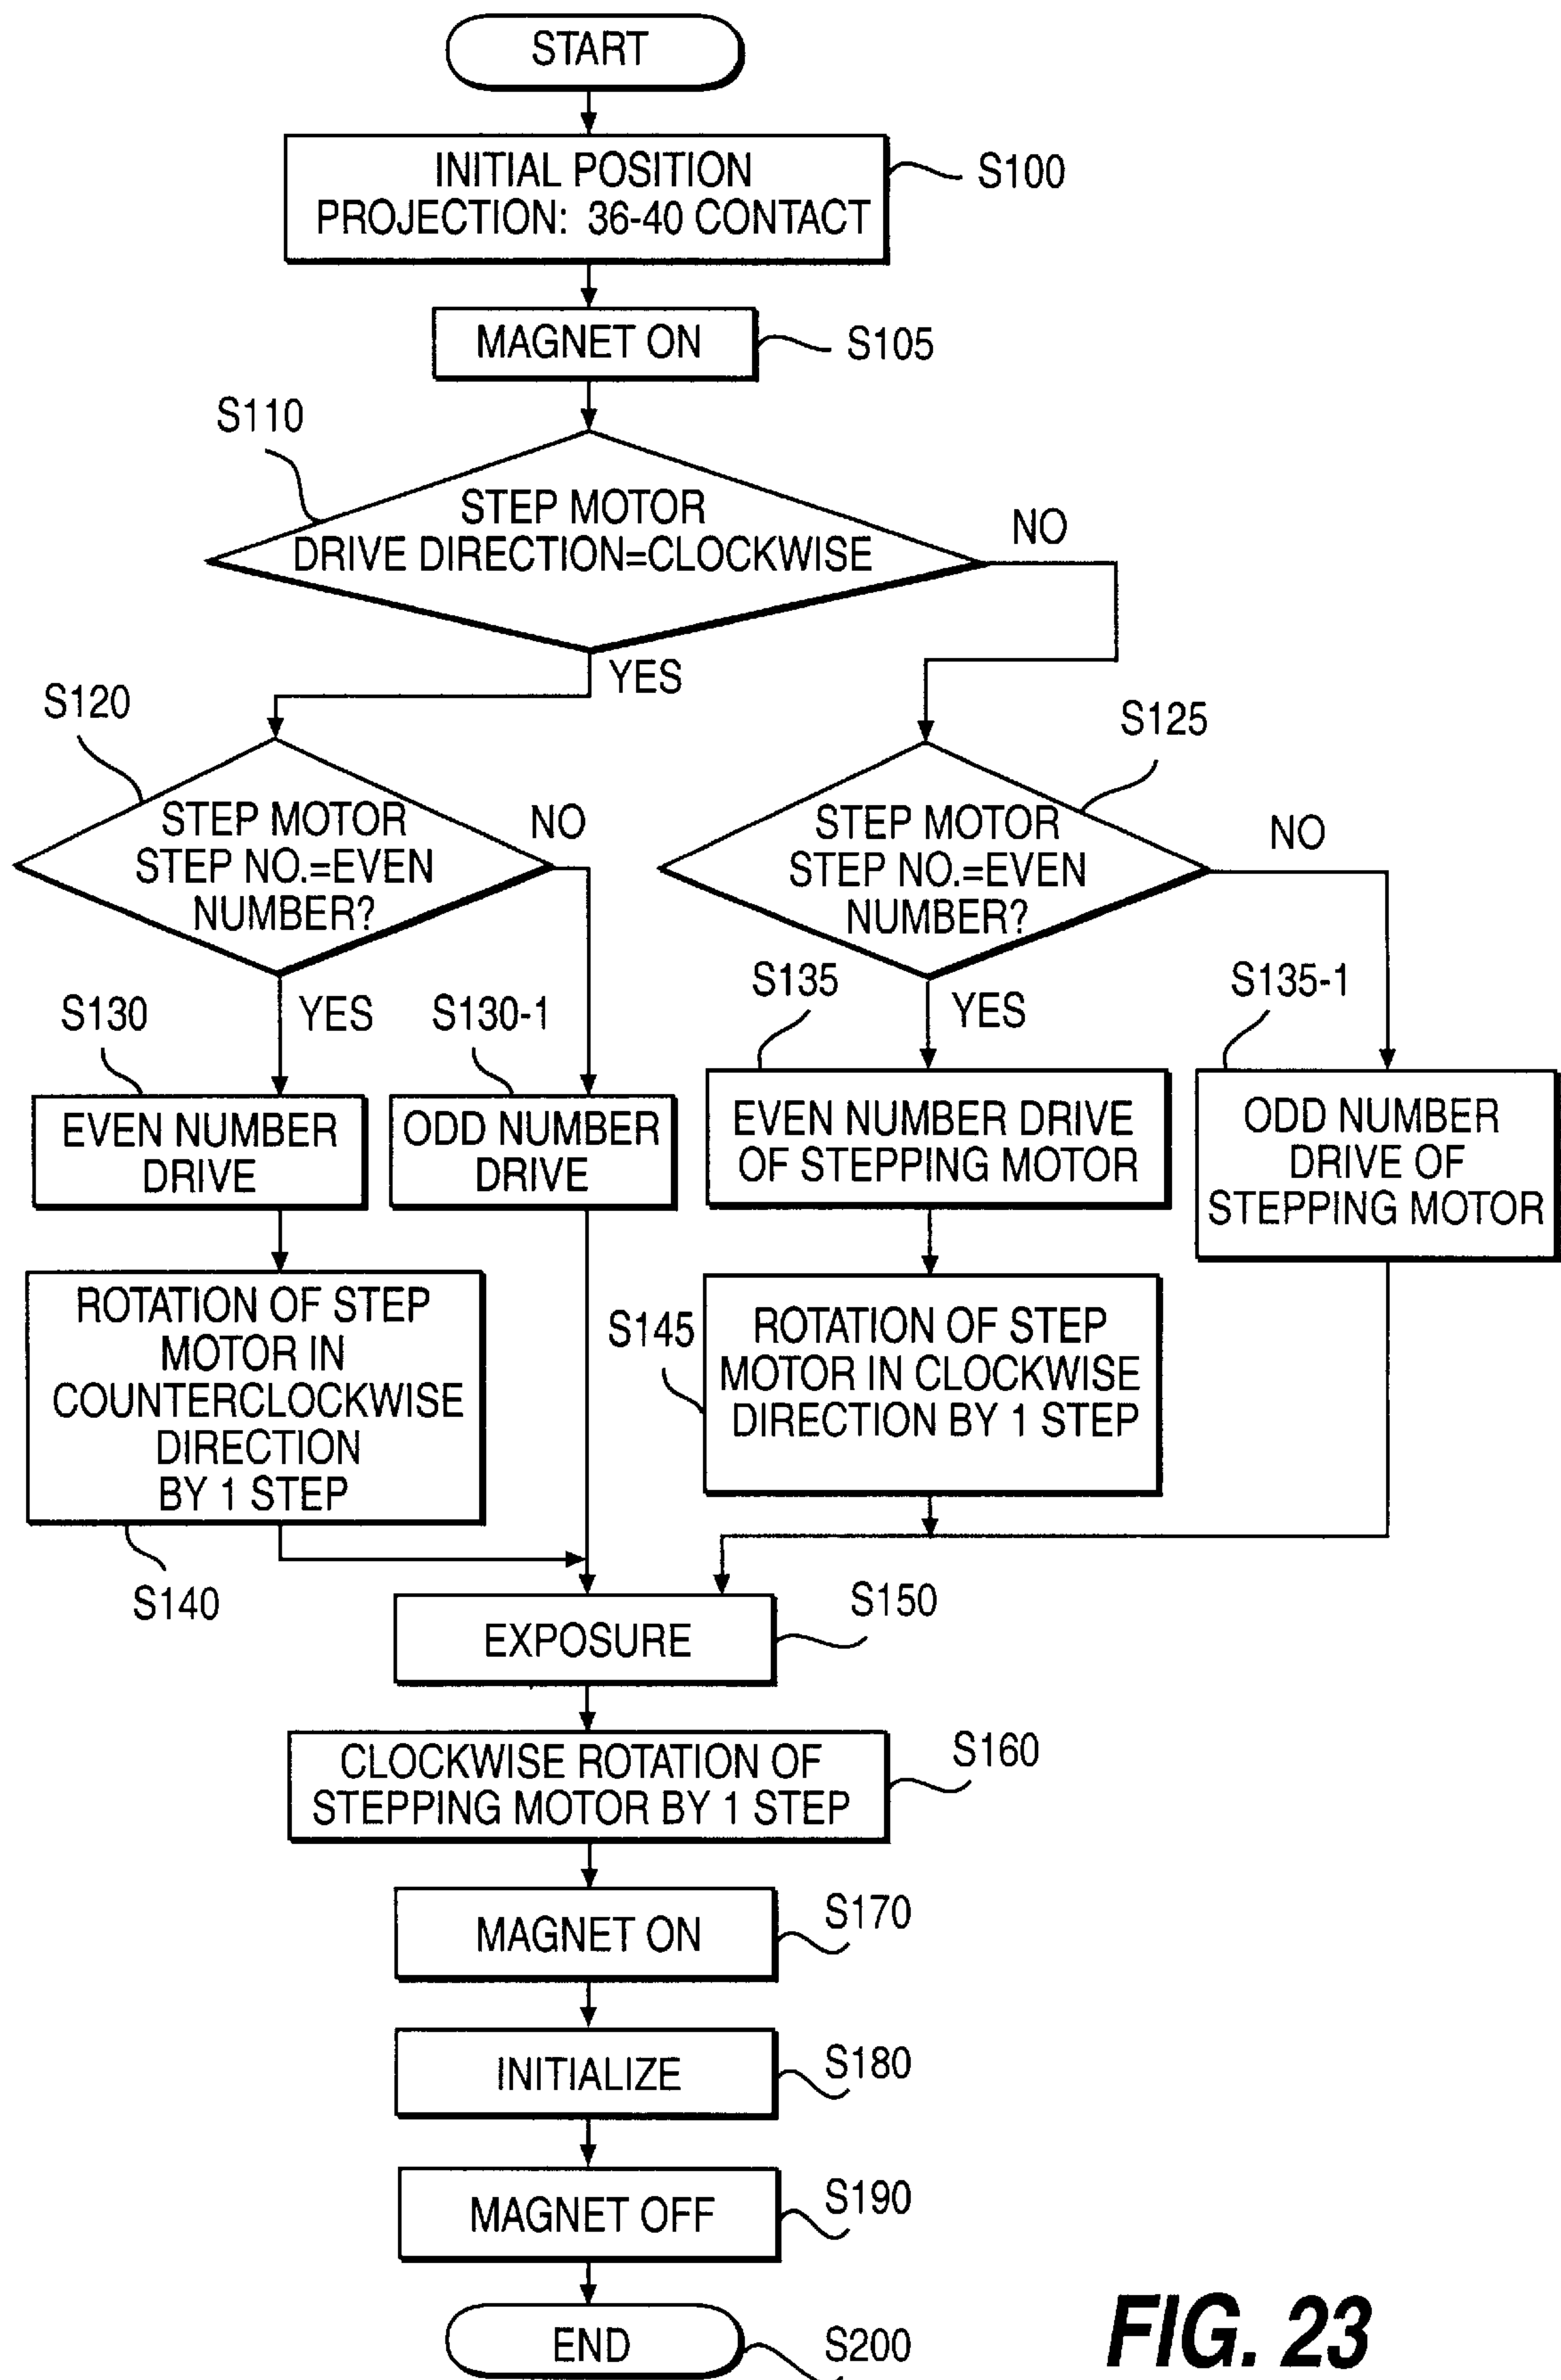 START
INITIAL POSITION
PROJECTION: 36-40 CONTACT
S100
MAGNET ON
S105
S110
STEP MOTOR
DRIVE DIRECTION=CLOCKWISE
NO
YES
S120
STEP MOTOR
STEP NO.=EVEN
NUMBER?
NO
YES
S125
STEP MOTOR
STEP NO.=EVEN
NUMBER?
NO
YES
S130
EVEN NUMBER
DRIVE
S130-1
ODD NUMBER
DRIVE
S135
EVEN NUMBER DRIVE
OF STEPPING MOTOR
S135-1
ODD NUMBER
DRIVE OF
STEPPING MOTOR
ROTATION OF STEP
MOTOR IN
COUNTERCLOCKWISE
DIRECTION
BY 1 STEP
S140
S145
ROTATION OF STEP
MOTOR IN CLOCKWISE
DIRECTION BY 1 STEP
EXPOSURE
S150
CLOCKWISE ROTATION OF
STEPPING MOTOR BY 1 STEP
S160
MAGNET ON
S170
INITIALIZE
S180
MAGNET OFF
S190
END
S200
FIG. 23